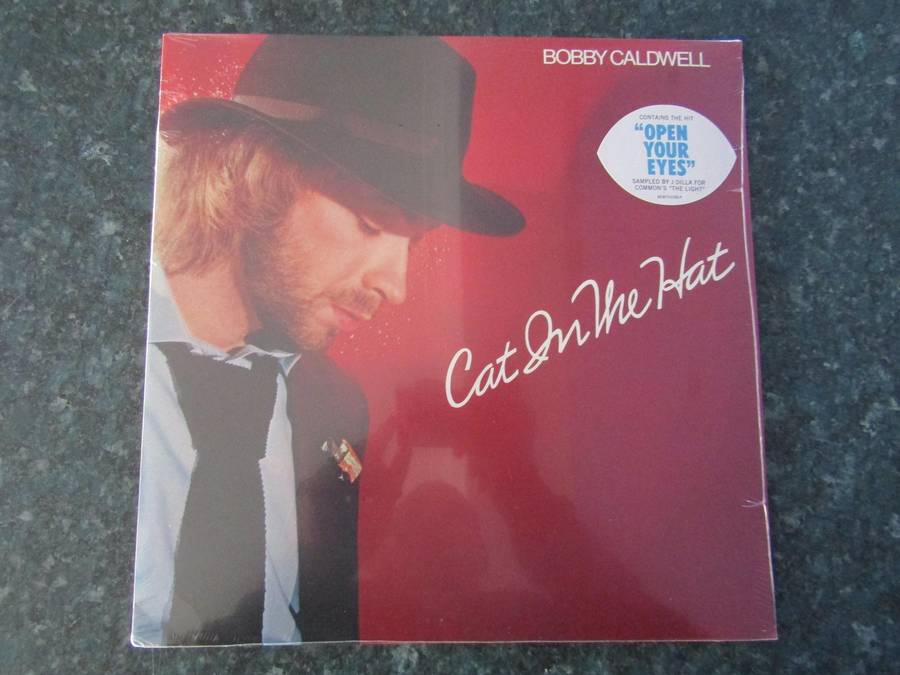 BOBBY CALDWELL
CONTAINS THE HIT
"OPEN
YOUR
EYES"
SAMPLED BY J DILLA FOR
COMMON'S "THE LIGHT"
Cat In The Hat